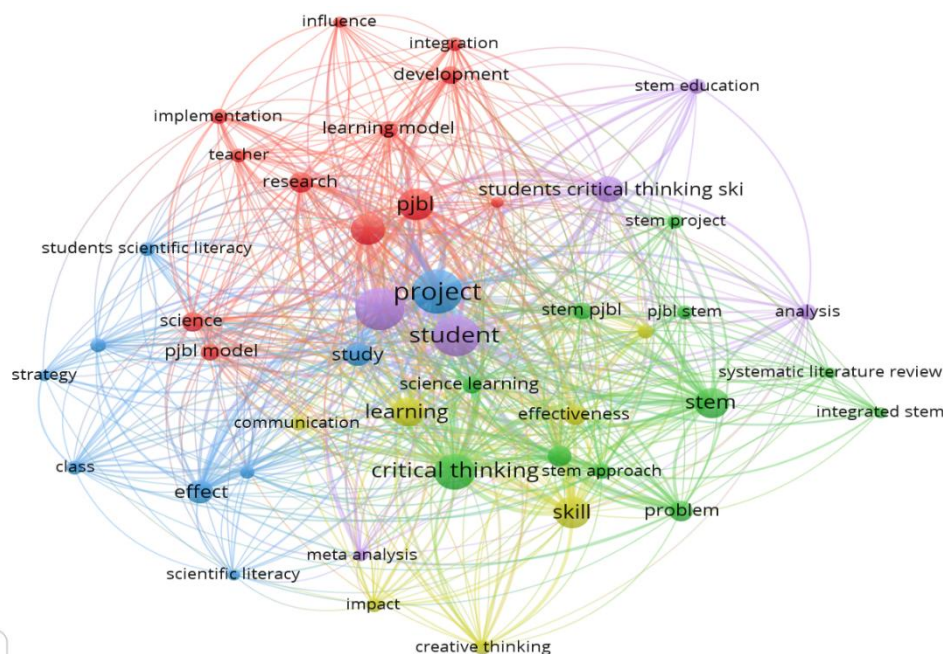 influence
integration
development
stem education
implementation
learning model
teacher
research
students critical thinking ski
pjbl
stem project
students scientific literacy
project
stem pjbl
pjbl stem
analysis
science
student
pjbl model
study
strategy
science learning
systematic literature review
learning
effectiveness
stem
integrated stem
communication
class
critical thinking
stem approach
effect
skill
problem
meta analysis
scientific literacy
impact
creative thinking